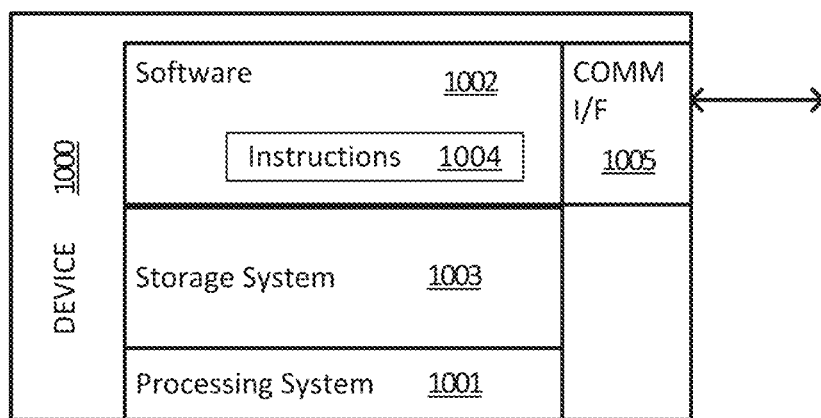 DEVICE 1000
Software 1002
Instructions 1004
COMM
I/F
1005
Storage System 1003
Processing System 1001